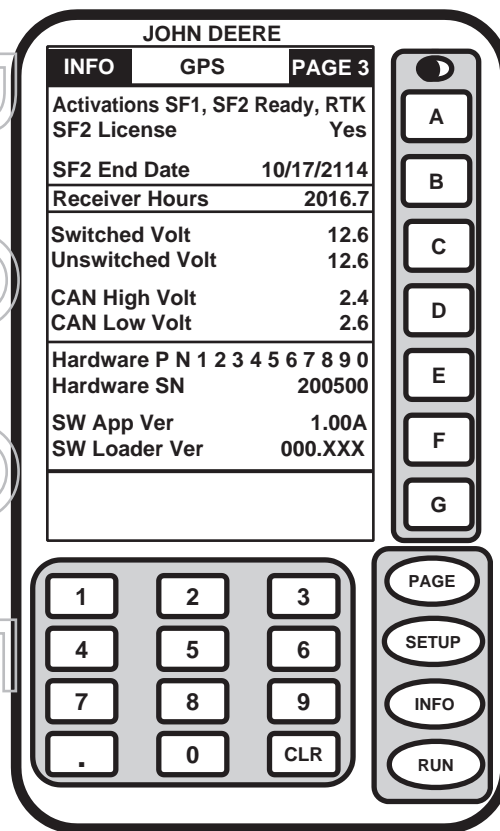 JOHN DEERE
INFO GPS PAGE 3
Activations SF1, SF2 Ready, RTK
SF2 License Yes
SF2 End Date 10/17/2114
Receiver Hours 2016.7
Switched Volt 12.6
Unswitched Volt 12.6
CAN High Volt 2.4
CAN Low Volt 2.6
Hardware P N 1 2 3 4 5 6 7 8 9 0
Hardware SN 200500
SW App Ver 1.00A
SW Loader Ver 000.XXX
A
B
C
D
E
F
G
1 2 3
4 5 6
7 8 9
. 0 CLR
PAGE
SETUP
INFO
RUN